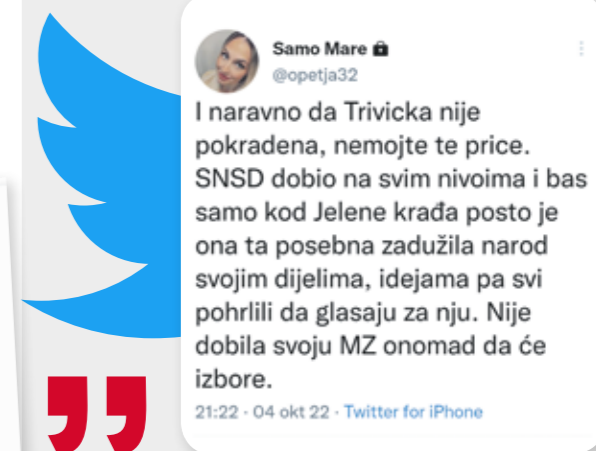 Samo Mare
@opetja32
I naravno da Trivicka nije
pokradena, nemojte te price.
SNSD dobio na svim nivoima i bas
samo kod Jelene krađa posto je
ona ta posebna zadužila narod
svojim dijelima, idejama pa svi
pohrlili da glasaju za nju. Nije
dobila svoju MZ onomad da će
izbore.
21:22 · 04 okt 22 · Twitter for iPhone